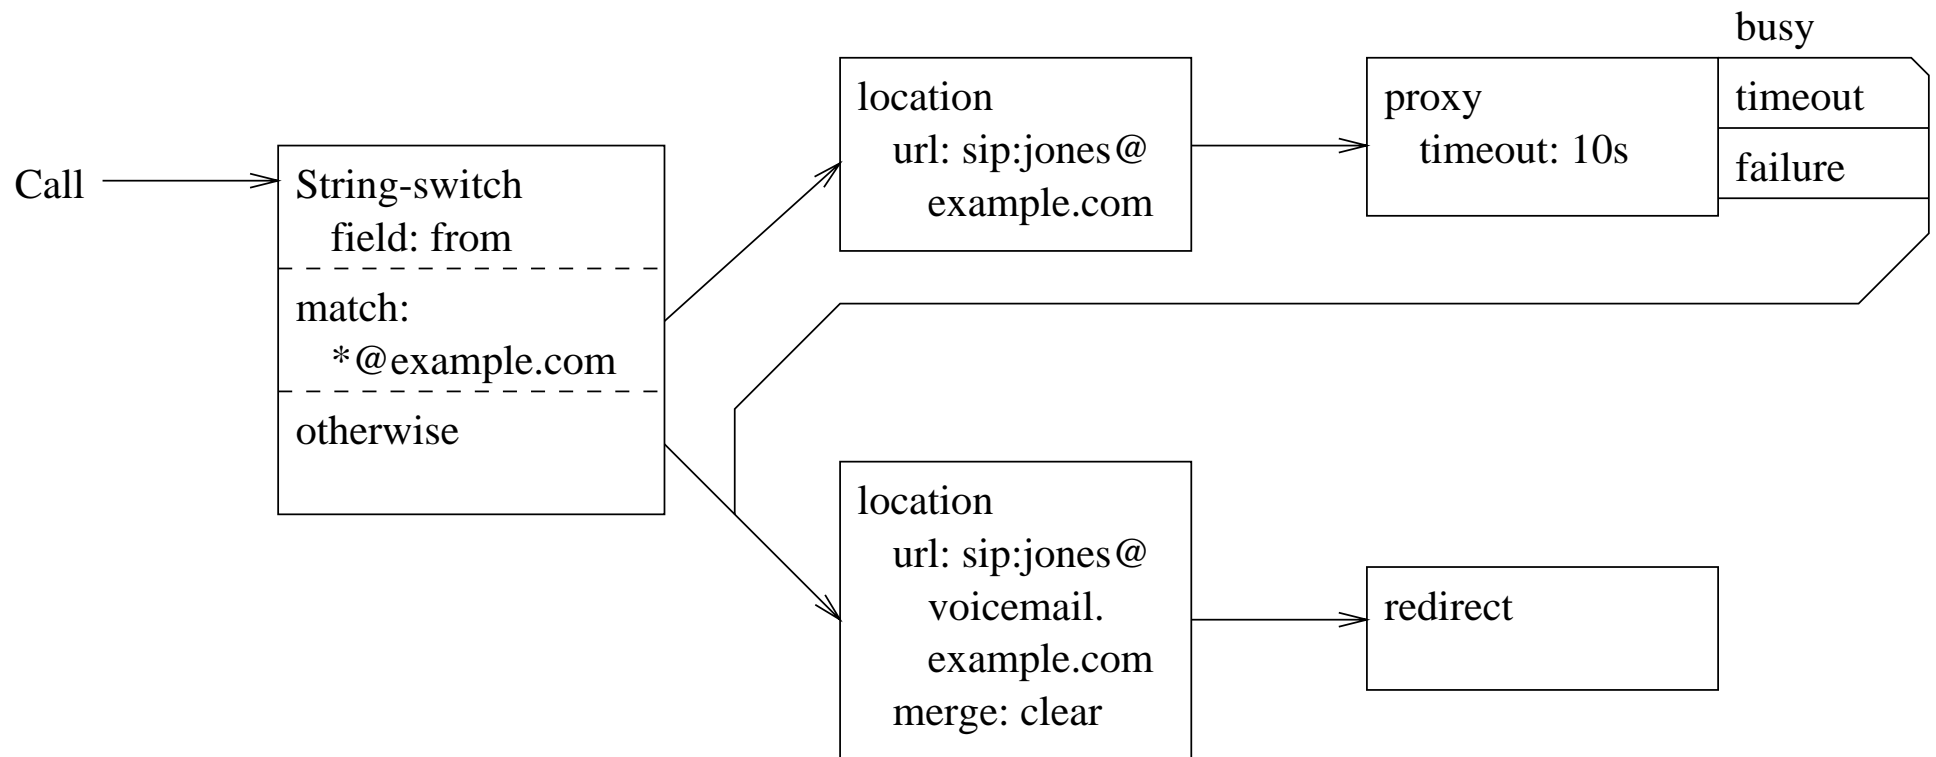 Call
String-switch
field: from
match:
*@example.com
otherwise
location
url: sip:jones@
example.com
proxy
timeout: 10s
busy
timeout
failure
location
url: sip:jones@
voicemail.
example.com
merge: clear
redirect